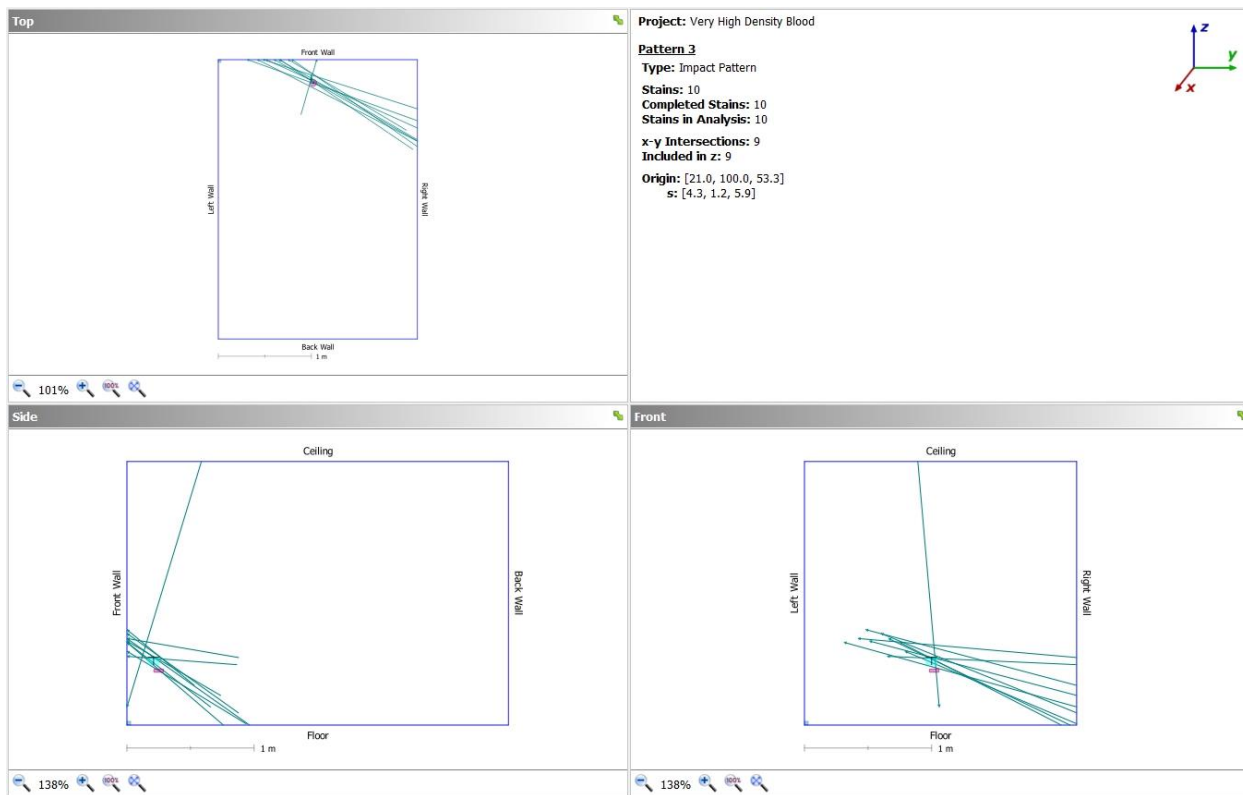 Top
Front Wall
Left Wall
Right Wall
Back Wall
1 m
101%
Project: Very High Density Blood
Pattern 3
Type: Impact Pattern
Stains: 10
Completed Stains: 10
Stains in Analysis: 10
x-y Intersections: 9
Included in z: 9
Origin: [21.0, 100.0, 53.3]
s: [4.3, 1.2, 5.9]
z
y
x
Side
Ceiling
Front Wall
Back Wall
Floor
1 m
138%
Front
Ceiling
Left Wall
Right Wall
Floor
1 m
138%